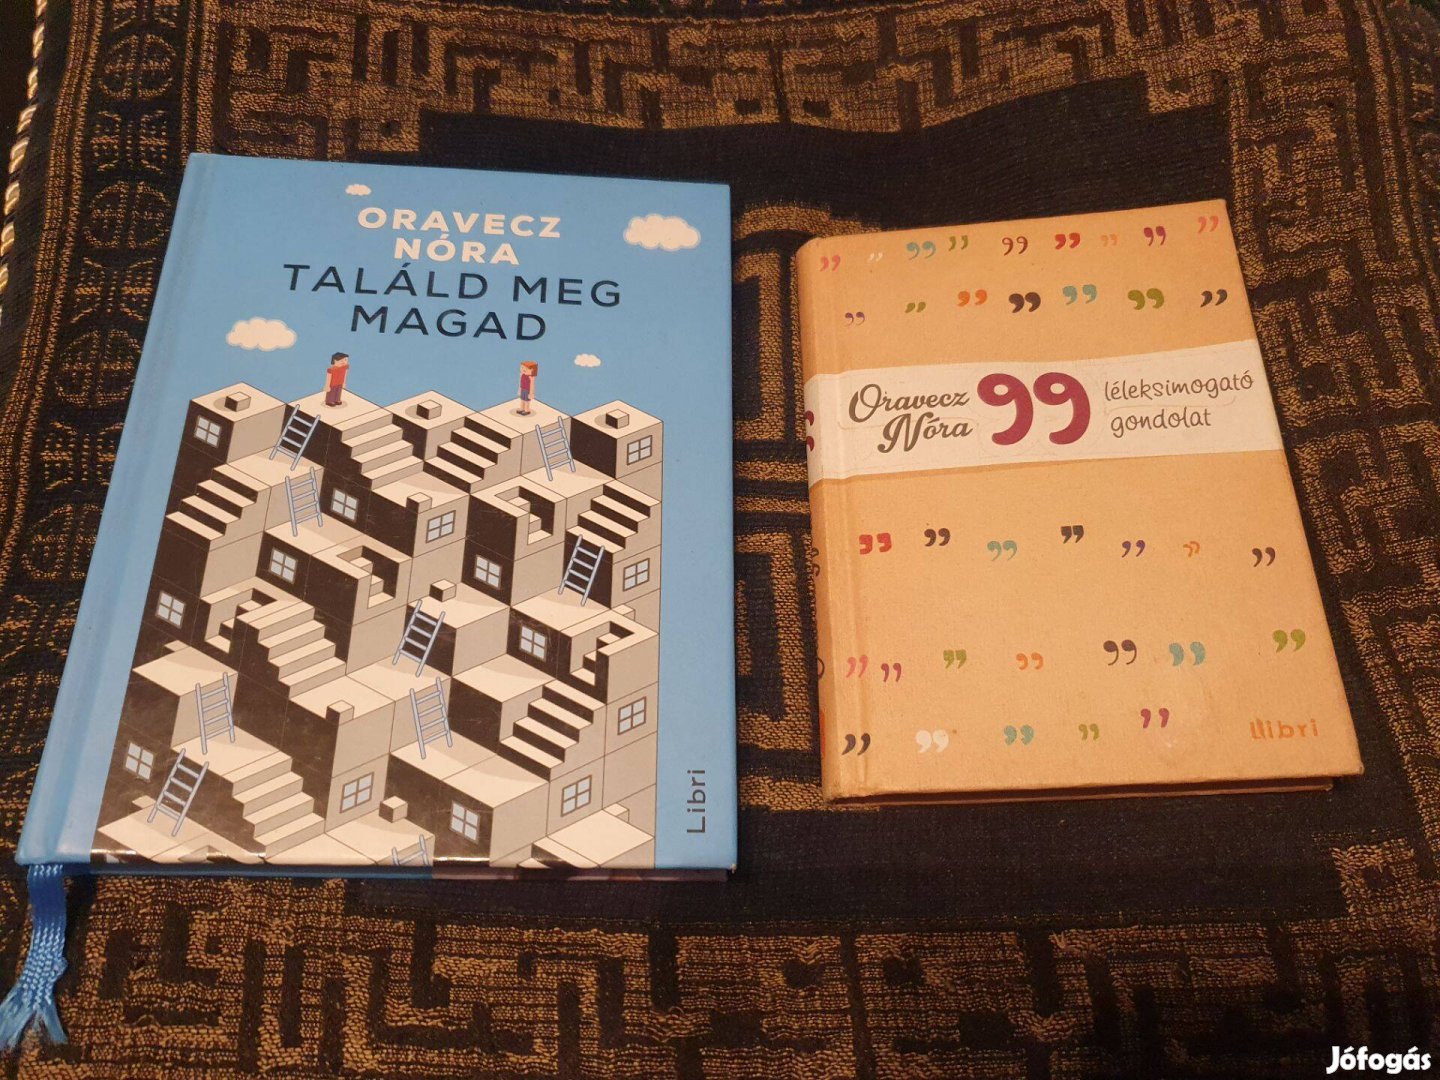 ORAVECZ
NÓRA
TALÁLD MEG
MAGAD
Libri
Oravecz
Nóra
99
léleksimogató
gondolat
Libri
Jófogás